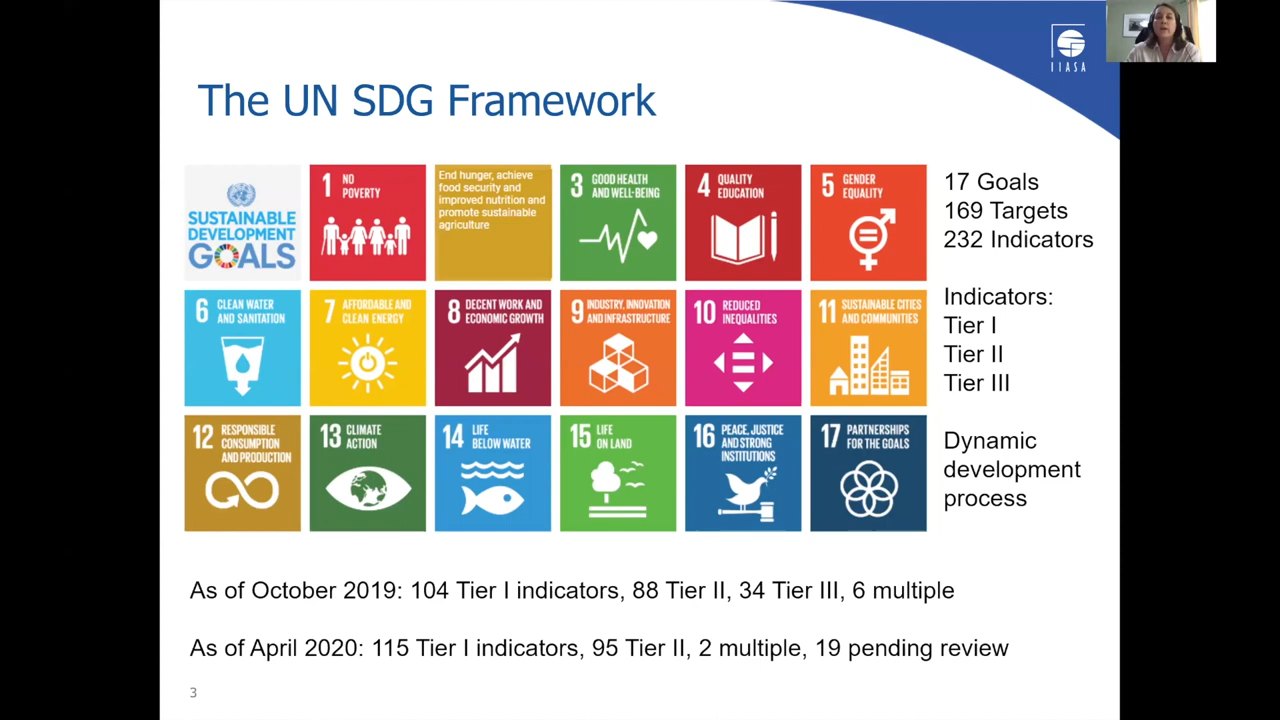 IIASA
The UN SDG Framework
SUSTAINABLE
DEVELOPMENT
GOALS
1 NO
POVERTY
End hunger, achieve
food security and
improved nutrition and
promote sustainable
agriculture
3 GOOD HEALTH
AND WELL-BEING
4 QUALITY
EDUCATION
5 GENDER
EQUALITY
6 CLEAN WATER
AND SANITATION
7 AFFORDABLE AND
CLEAN ENERGY
8 DECENT WORK AND
ECONOMIC GROWTH
9 INDUSTRY, INNOVATION
AND INFRASTRUCTURE
10 REDUCED
INEQUALITIES
11 SUSTAINABLE CITIES
AND COMMUNITIES
12 RESPONSIBLE
CONSUMPTION
AND PRODUCTION
13 CLIMATE
ACTION
14 LIFE
BELOW WATER
15 LIFE
ON LAND
16 PEACE, JUSTICE
AND STRONG
INSTITUTIONS
17 PARTNERSHIPS
FOR THE GOALS
17 Goals
169 Targets
232 Indicators
Indicators:
Tier I
Tier II
Tier III
Dynamic
development
process
As of October 2019: 104 Tier I indicators, 88 Tier II, 34 Tier III, 6 multiple
As of April 2020: 115 Tier I indicators, 95 Tier II, 2 multiple, 19 pending review
3